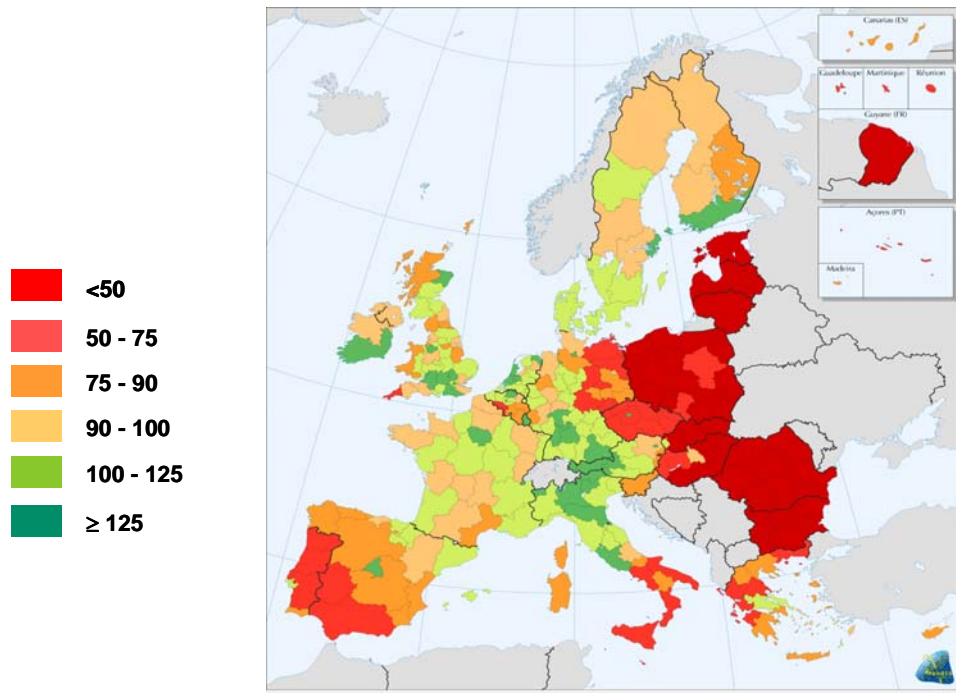 <50
50 - 75
75 - 90
90 - 100
100 - 125
≥ 125
Canarias (ES)
Guadeloupe
Martinique
Réunion
Guyane (FR)
Açores (PT)
Madeira